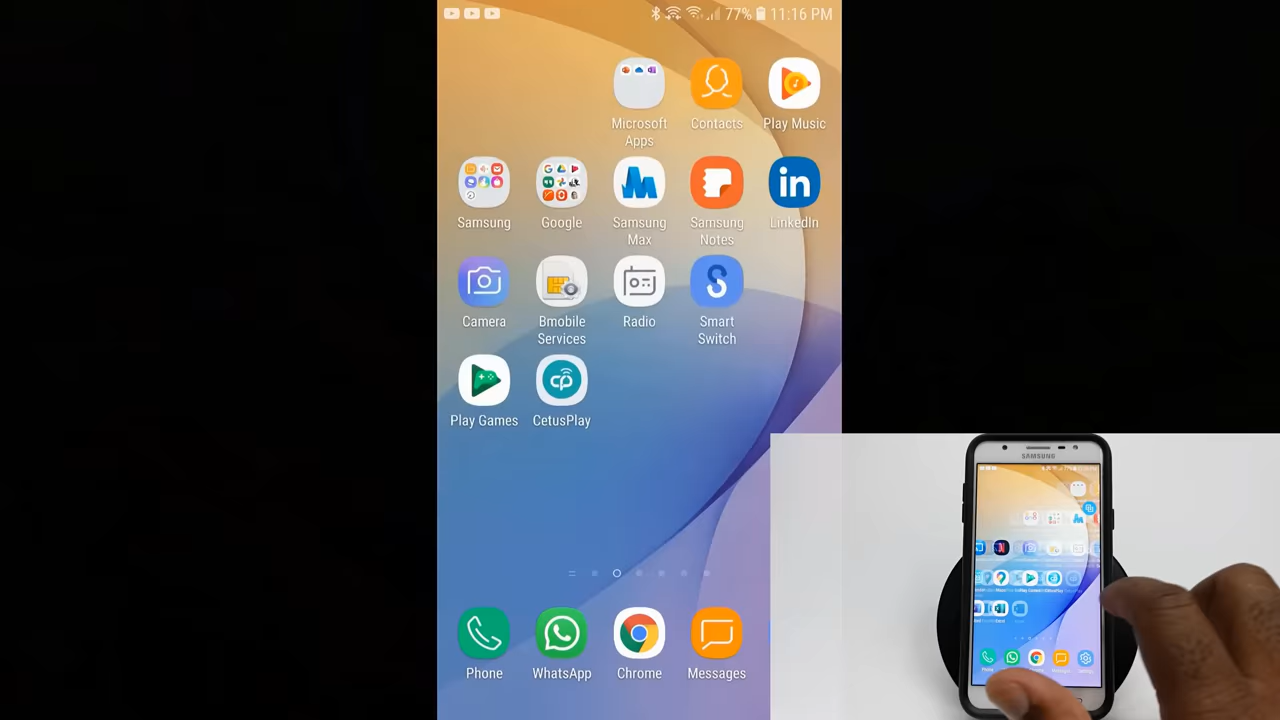 77% 11:16 PM
Microsoft Apps
Contacts
Play Music
Samsung
Google
Samsung Max
Samsung Notes
LinkedIn
Camera
Bmobile Services
Radio
Smart Switch
Play Games
CetusPlay
Phone
WhatsApp
Chrome
Messages
SAMSUNG